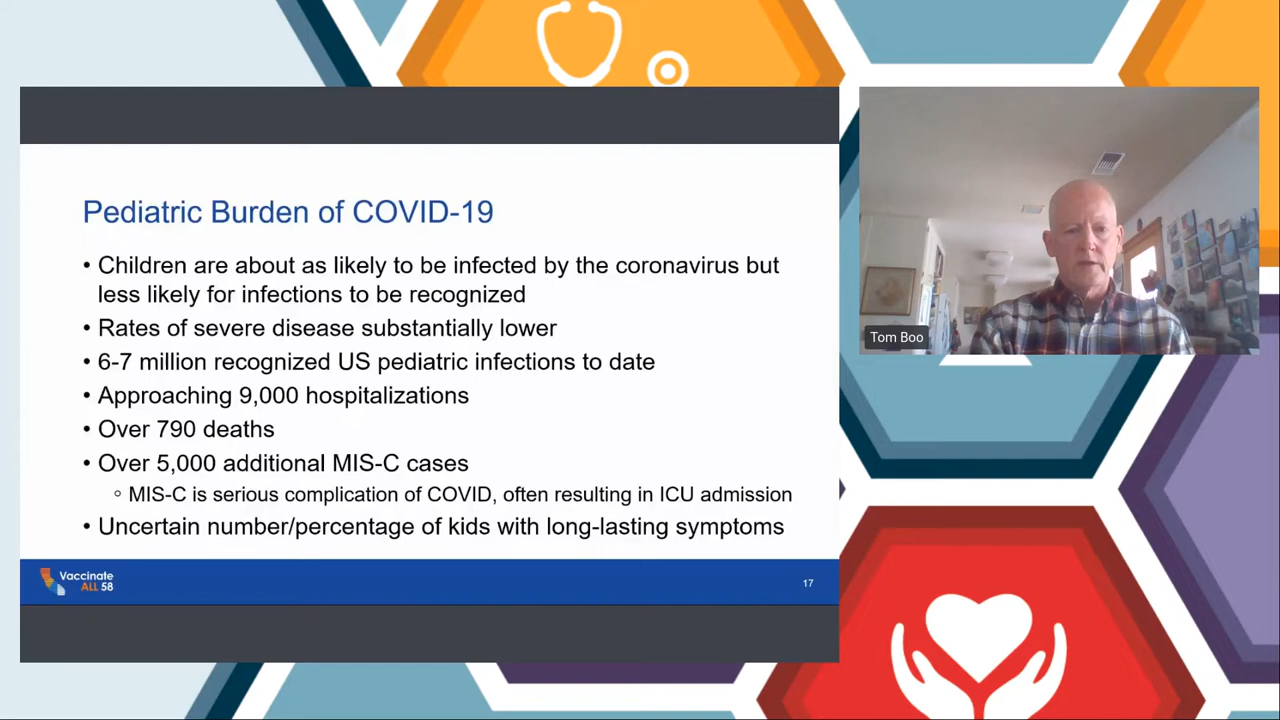 Pediatric Burden of COVID-19
• Children are about as likely to be infected by the coronavirus but
less likely for infections to be recognized
• Rates of severe disease substantially lower
• 6-7 million recognized US pediatric infections to date
• Approaching 9,000 hospitalizations
• Over 790 deaths
• Over 5,000 additional MIS-C cases
◦ MIS-C is serious complication of COVID, often resulting in ICU admission
• Uncertain number/percentage of kids with long-lasting symptoms
Vaccinate
ALL 58
17
Tom Boo